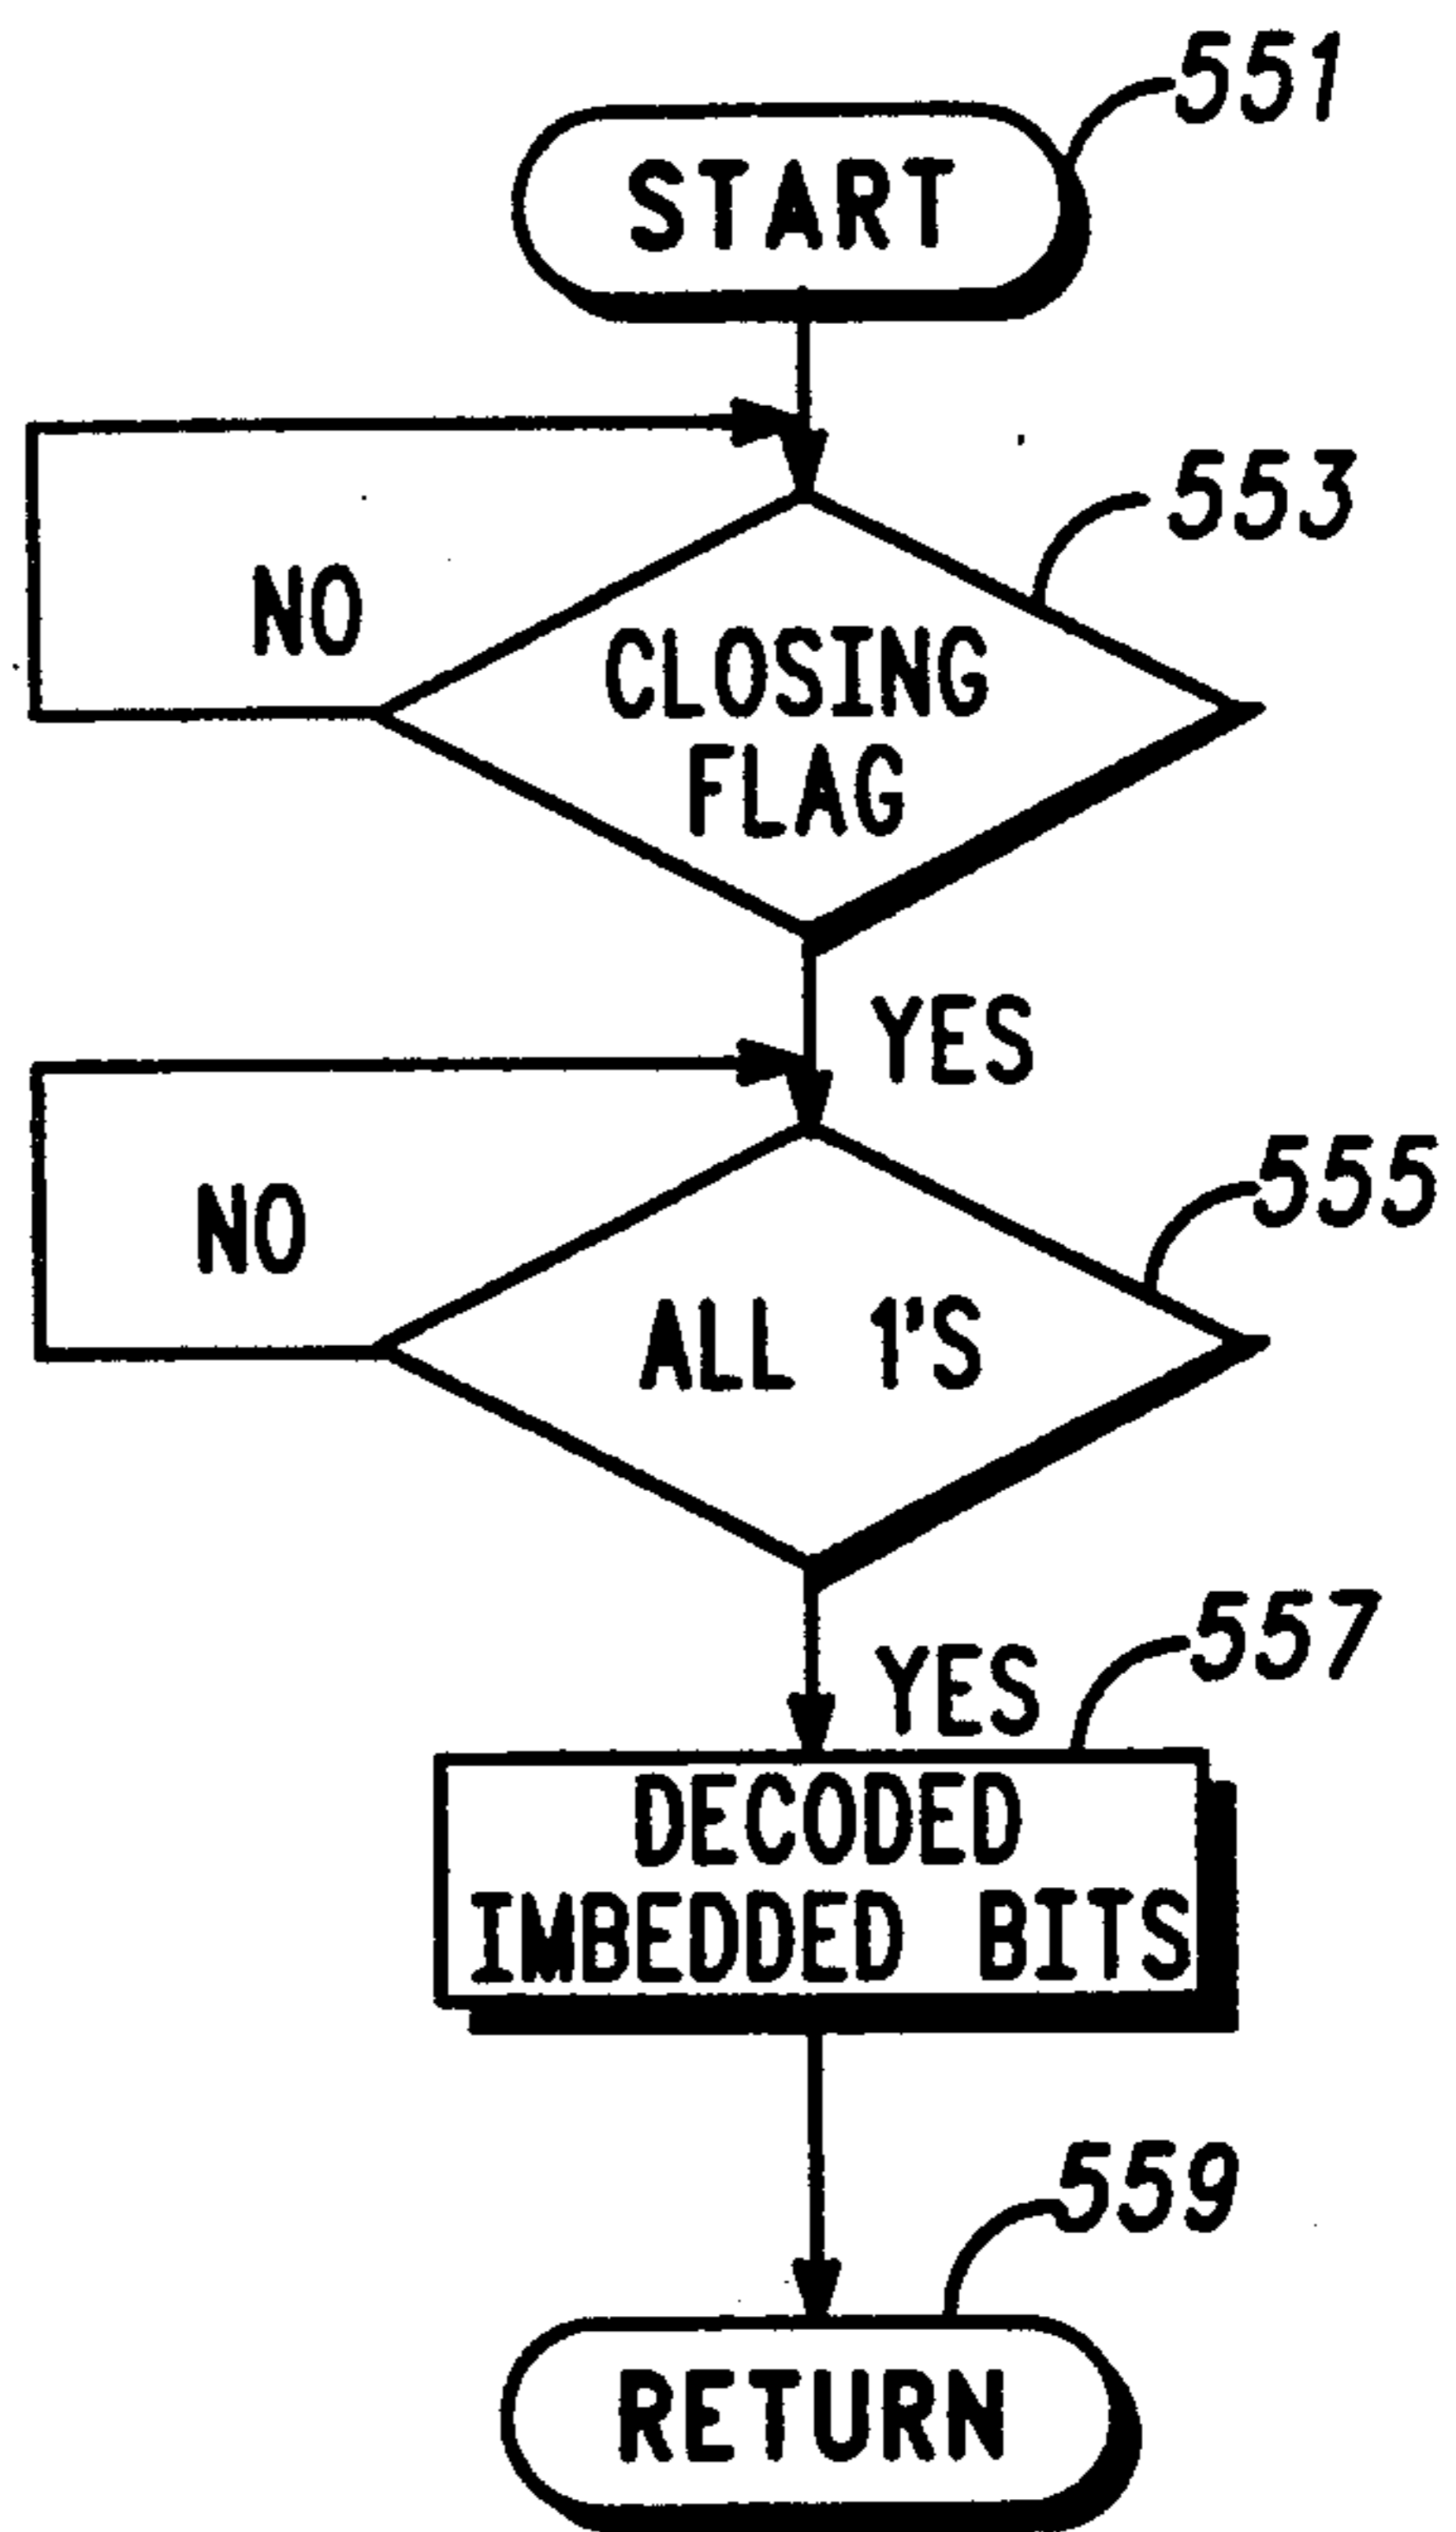 551
START
553
NO
CLOSING
FLAG
YES
555
NO
ALL 1'S
557
YES
DECODED
IMBEDDED BITS
559
RETURN